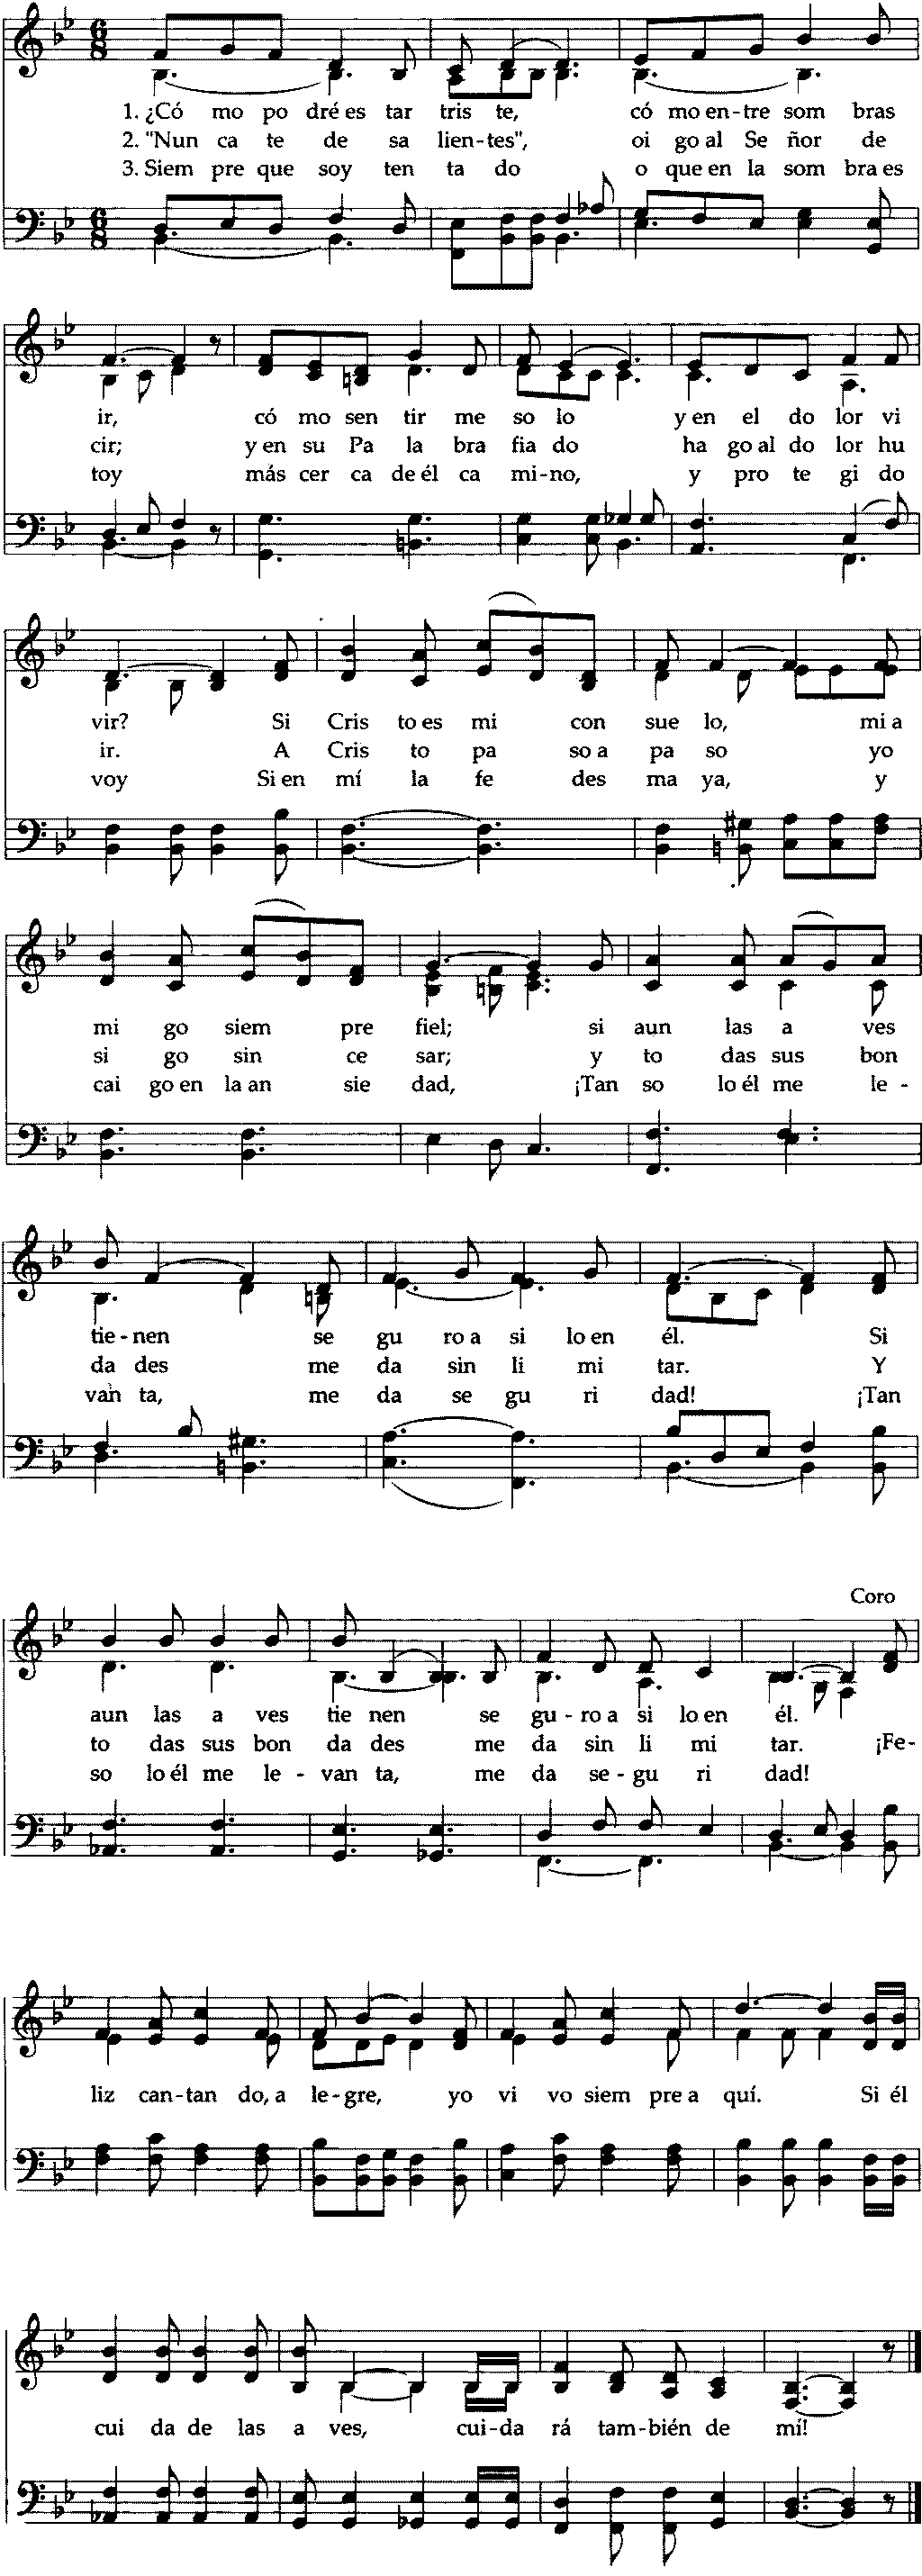 1. ¿Có mo po dré es tar tris te, có mo en-tre som bras
2. "Nun ca te de sa lien-tes", oi go al Se ñor de
3. Siem pre que soy ten ta do o que en la som bra es
ir, có mo sen tir me so lo y en el do lor vi
cir; y en su Pa la bra fia do ha go al do lor hu
toy más cer ca de él ca mi-no, y pro te gi do
vir? Si Cris to es mi con sue lo, mi a
ir. A Cris to pa so a pa so yo
voy Si en mí la fe des ma ya, y
mi go siem pre fiel; si aun las a ves
si go sin ce sar; y to das sus bon
cai go en la an sie dad, ¡Tan so lo él me le-
tie-nen se gu ro a si lo en él. Si
da des me da sin li mi tar. Y
van ta, me da se gu ri dad! ¡Tan
Coro
aun las a ves tie nen se gu-ro a si lo en él.
to das sus bon da des me da sin li mi tar. ¡Fe-
so lo él me le-van ta, me da se-gu ri dad!
liz can-tan do, a le-gre, yo vi vo siem pre a quí. Si él
cui da de las a ves, cui-da rá tam-bién de mí!